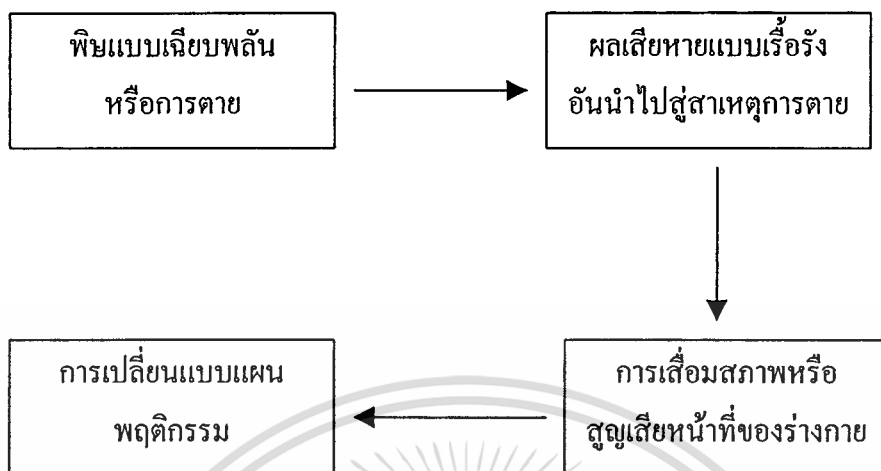 พิษแบบเฉียบพลัน
หรือการตาย
ผลเสียหายแบบเรื้อรัง
อันนำไปสู่สาเหตุการตาย
การเสื่อมสภาพหรือ
สูญเสียหน้าที่ของร่างกาย
การเปลี่ยนแบบแผน
พฤติกรรม